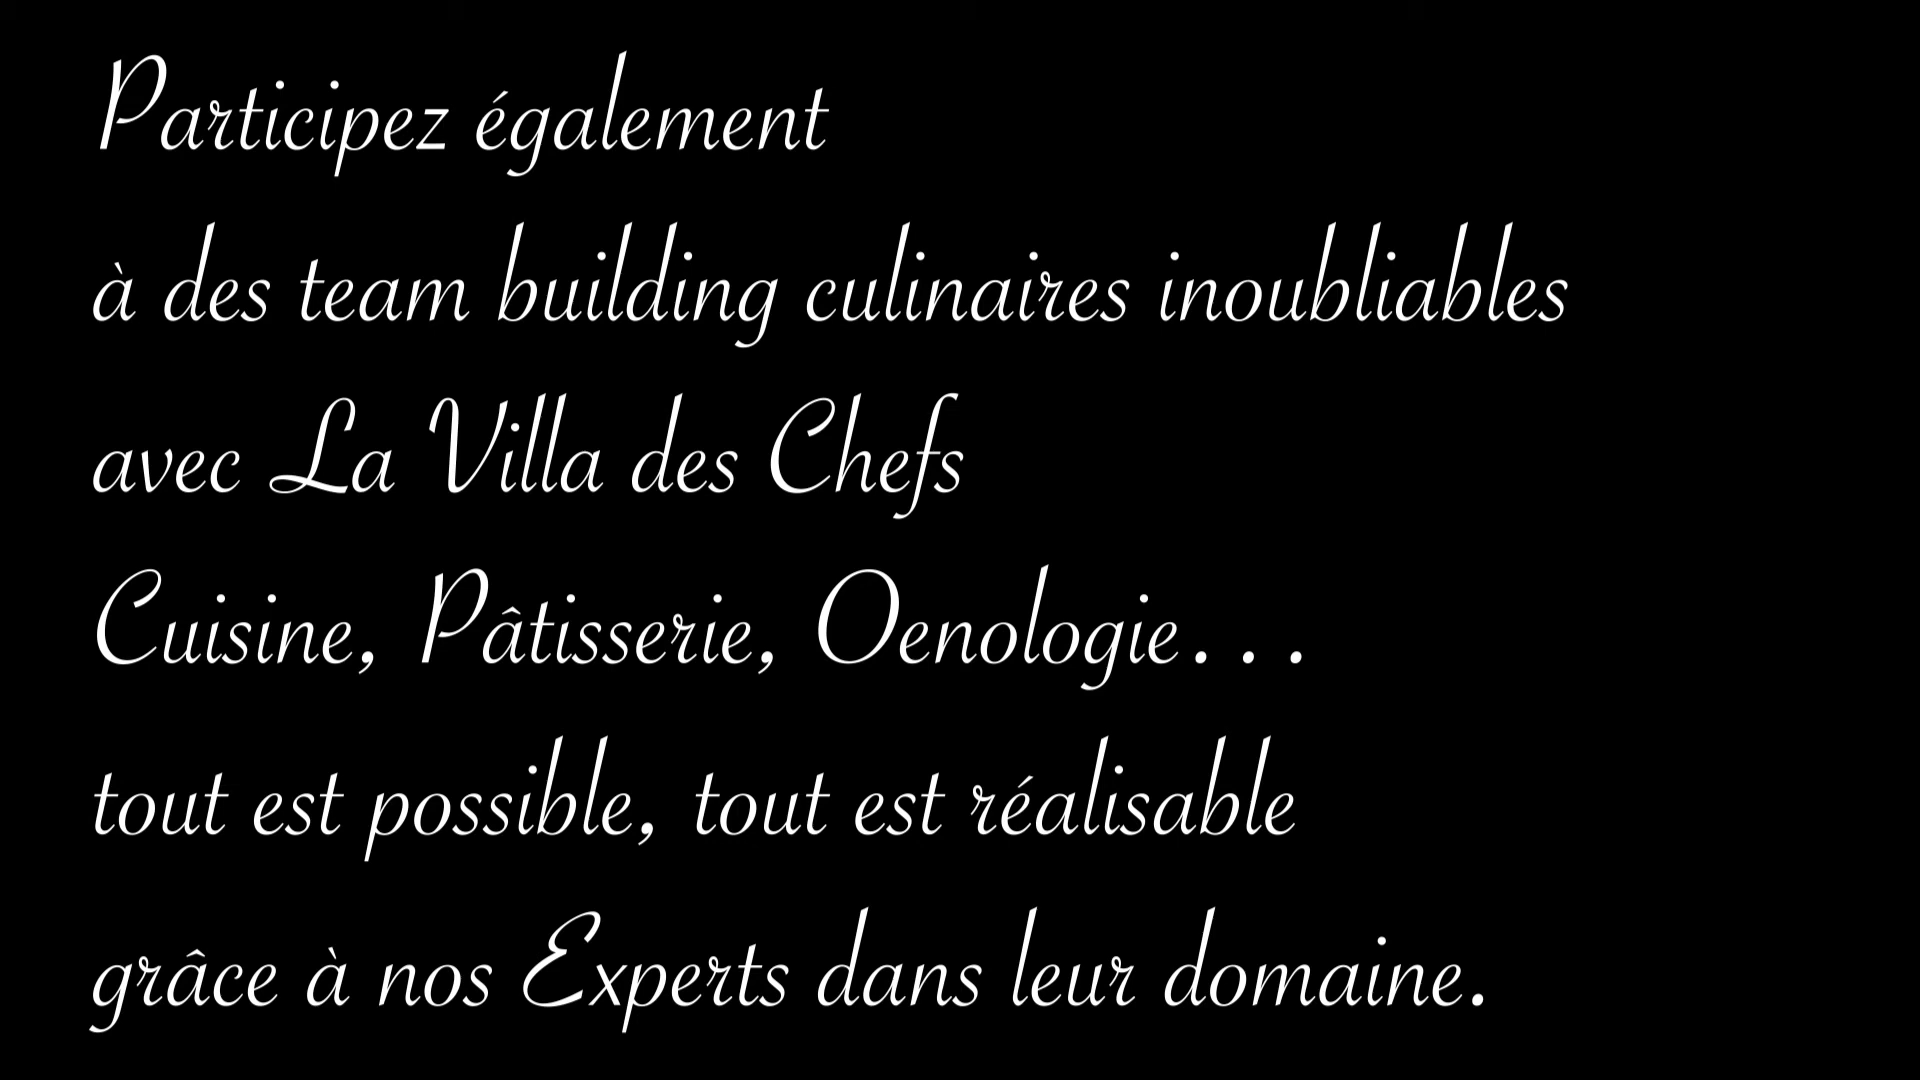 Participez également
à des team building culinaires inoubliables
avec La Villa des Chefs
Cuisine, Pâtisserie, Oenologie...
tout est possible, tout est réalisable
grâce à nos Experts dans leur domaine.